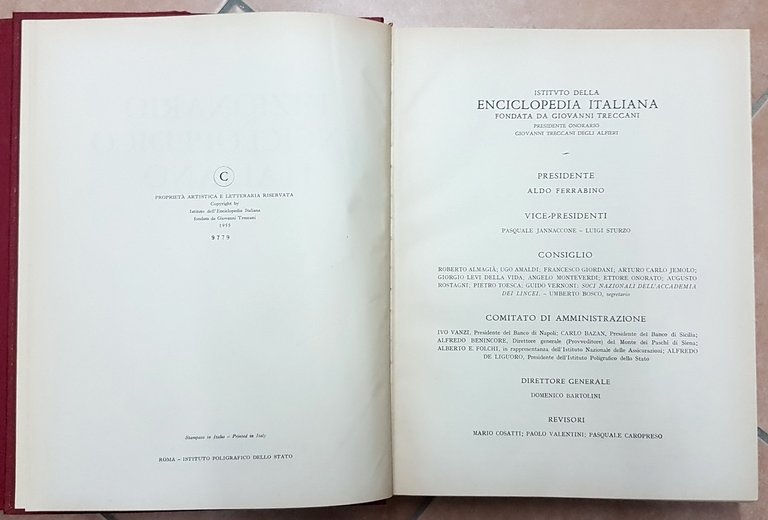 C
PROPRIETÀ ARTISTICA E LETTERARIA RISERVATA
Copyright by
Istituto dell'Enciclopedia Italiana
fondata da Giovanni Treccani
1955
9779
Stampato in Italia – Printed in Italy
ROMA – ISTITUTO POLIGRAFICO DELLO STATO
ISTITVTO DELLA
ENCICLOPEDIA ITALIANA
FONDATA DA GIOVANNI TRECCANI
PRESIDENTE ONORARIO
GIOVANNI TRECCANI DEGLI ALFIERI
PRESIDENTE
ALDO FERRABINO
VICE-PRESIDENTI
PASQUALE JANNACCONE – LUIGI STURZO
CONSIGLIO
ROBERTO ALMAGIÀ; UGO AMALDI; FRANCESCO GIORDANI; ARTURO CARLO JEMOLO;
GIORGIO LEVI DELLA VIDA; ANGELO MONTEVERDI; ETTORE ONORATO; AUGUSTO
ROSTAGNI; PIETRO TOESCA; GUIDO VERNONI: SOCI NAZIONALI DELL'ACCADEMIA
DEI LINCEI. – UMBERTO BOSCO, segretario
COMITATO DI AMMINISTRAZIONE
IVO VANZI, Presidente del Banco di Napoli; CARLO BAZAN, Presidente del Banco di Sicilia;
ALFREDO BENINCORE, Direttore generale (Provveditore) del Monte dei Paschi di Siena;
ALBERTO E. FOLCHI, in rappresentanza dell'Istituto Nazionale delle Assicurazioni; ALFREDO
DE LIGUORO, Presidente dell'Istituto Poligrafico dello Stato
DIRETTORE GENERALE
DOMENICO BARTOLINI
REVISORI
MARIO COSATTI; PAOLO VALENTINI; PASQUALE CAROPRESO